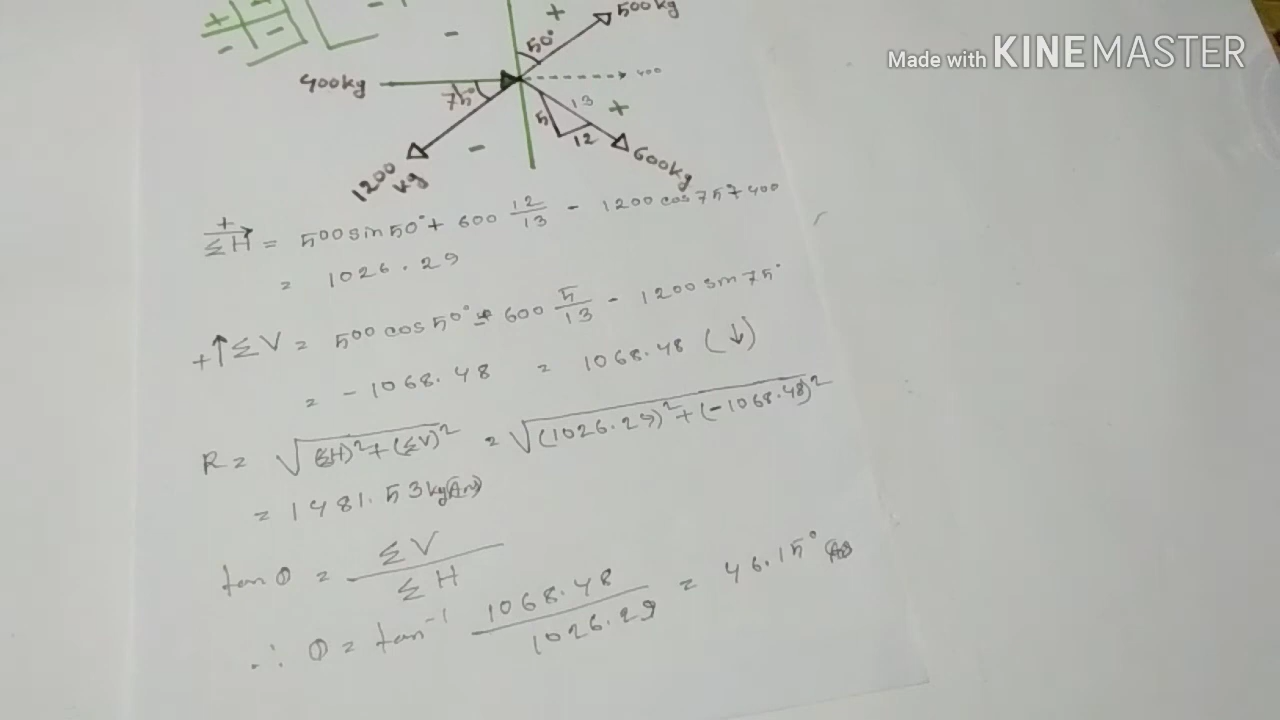 Made with KINEMASTER
+ -
- -
-
-
+
500kg
50°
400kg
400
75°
13
+
5
12
-
1200
kg
600kg
+→ ΣH = 500 sin 50° + 600 12/13 - 1200 cos 75° + 400
= 1026.29
+↑ΣV = 500 cos 50° - 600 5/13 - 1200 sin 75°
= -1068.48 = 1068.48 (↓)
R = √(ΣH)²+(ΣV)² = √(1026.29)²+(-1068.48)²
= 1481.53 kg (Ans)
tan θ = ΣV/ΣH
∴ θ = tan⁻¹ 1068.48/1026.29 = 46.15° (Ans)